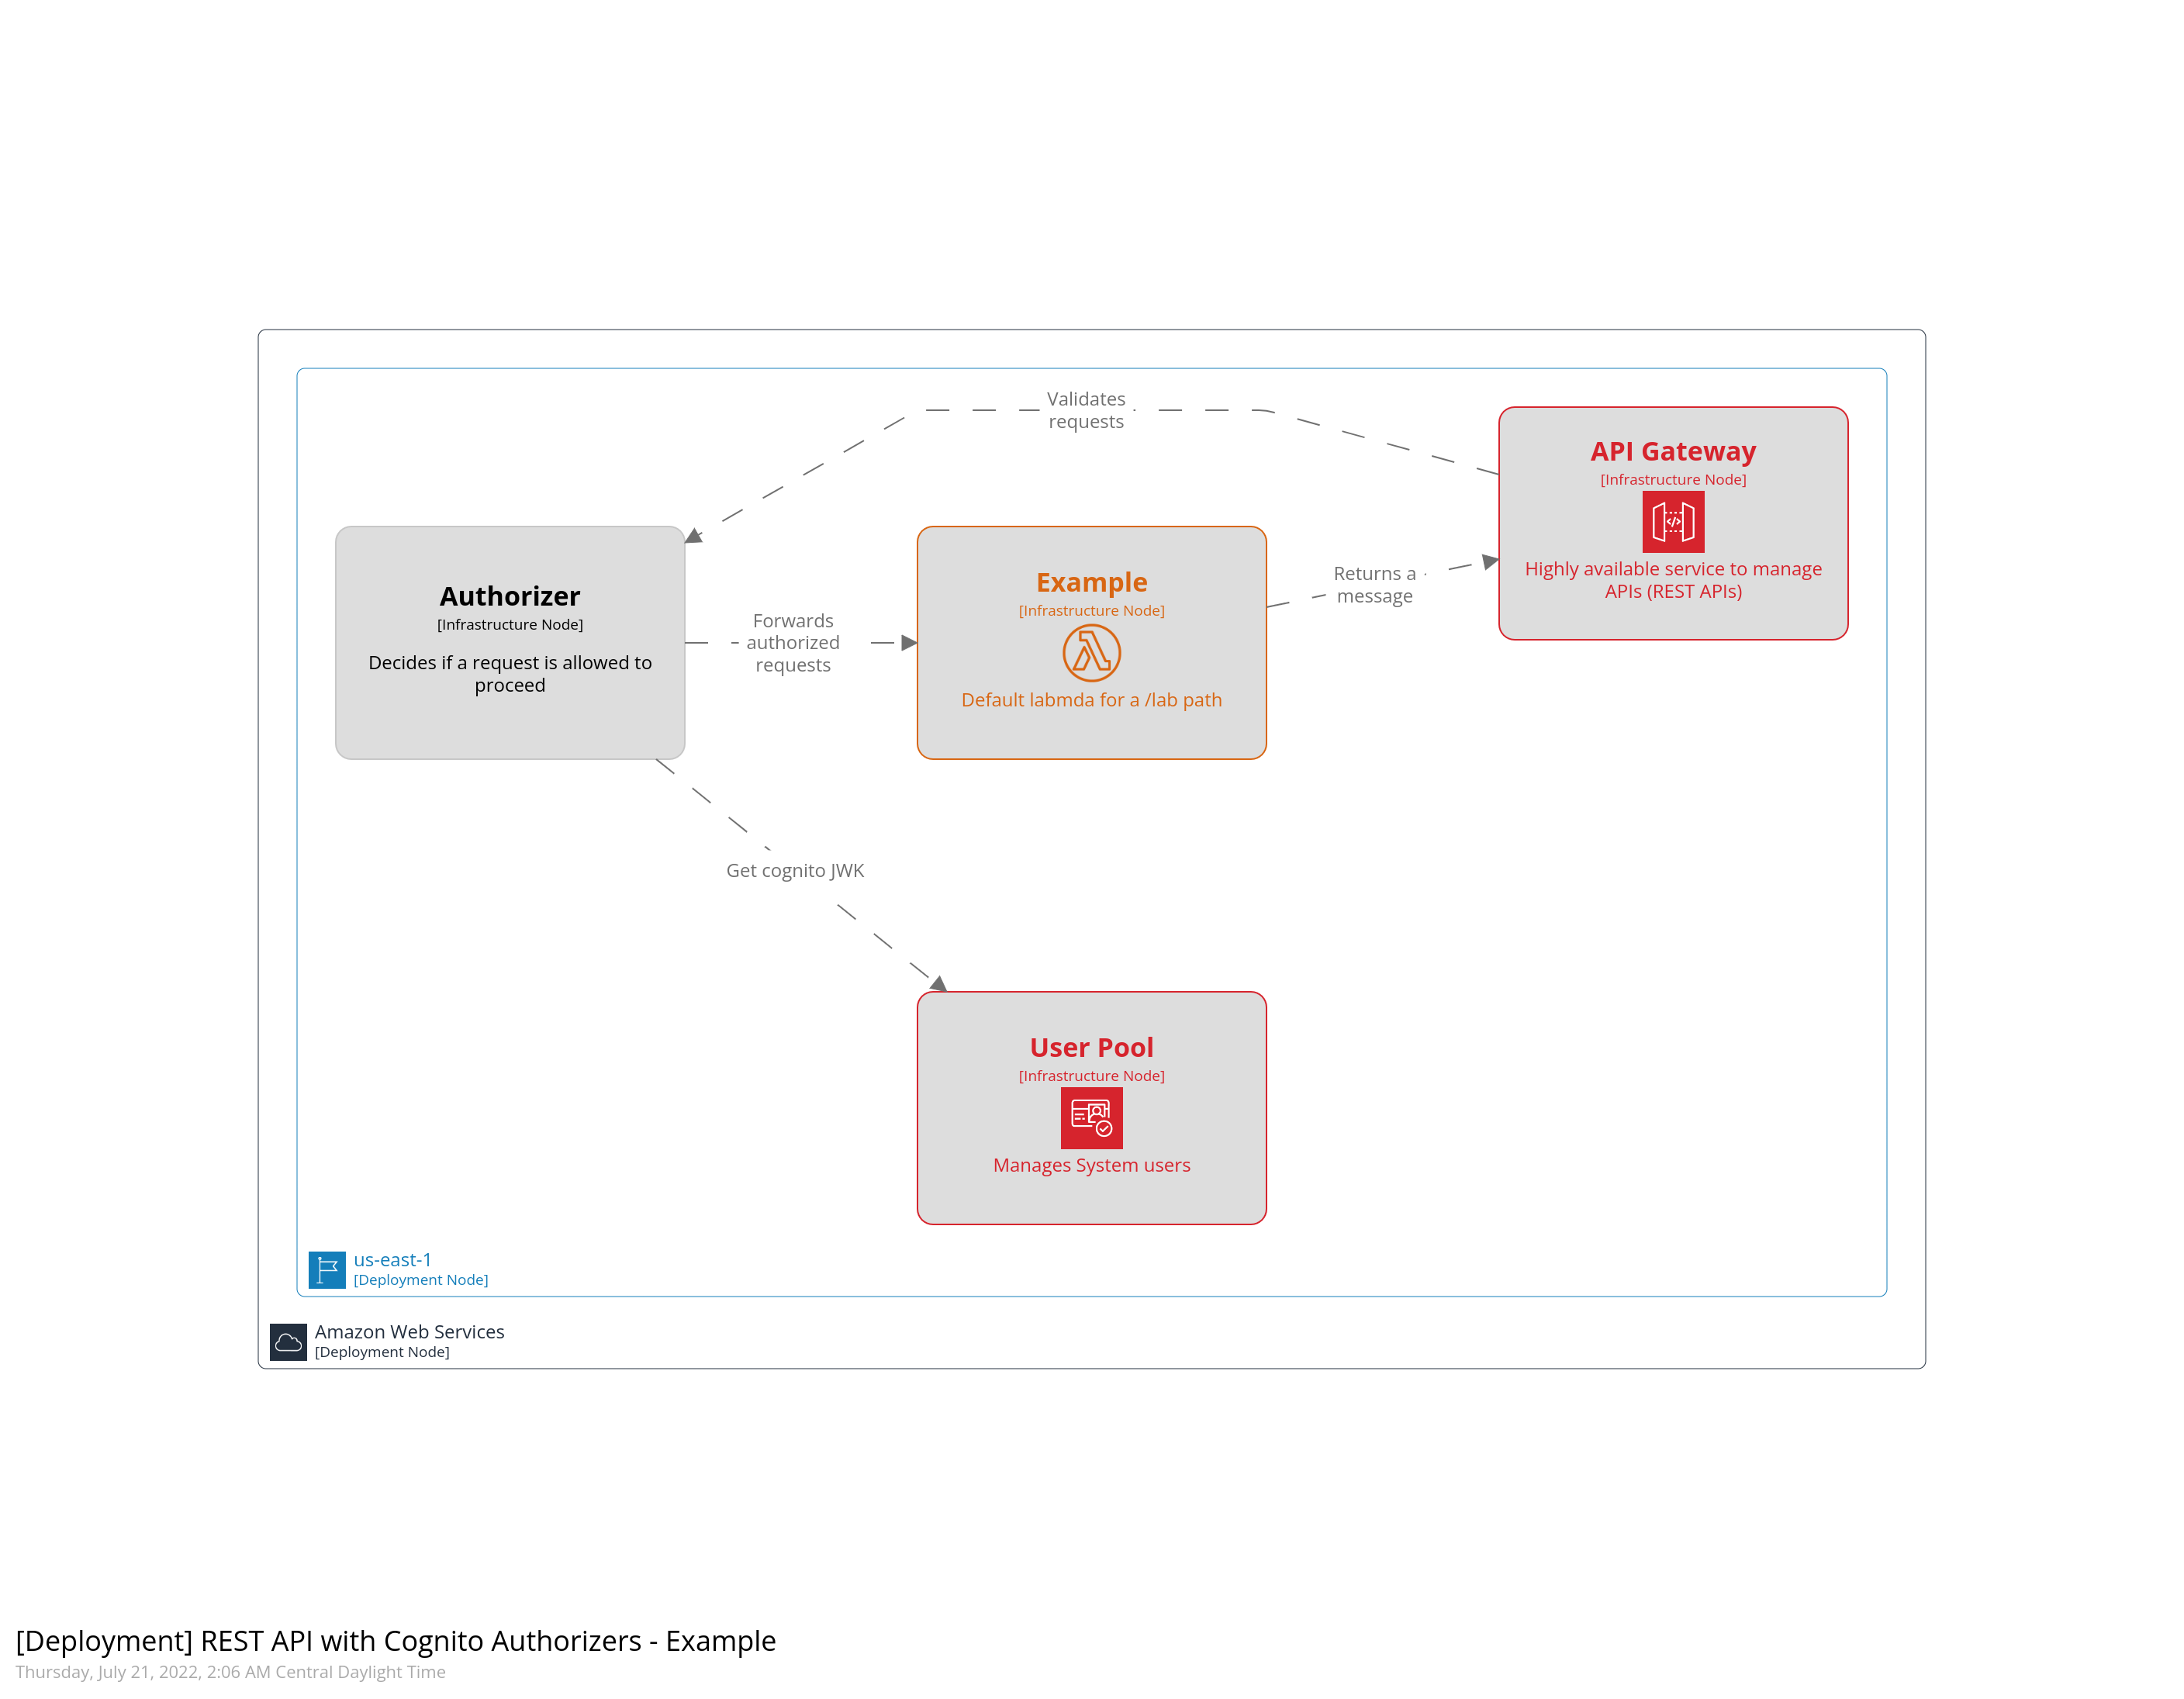 Validates
requests
API Gateway
[Infrastructure Node]
Highly available service to manage
APIs (REST APIs)
Authorizer
[Infrastructure Node]
Decides if a request is allowed to
proceed
Forwards
authorized
requests
Example
[Infrastructure Node]
Default labmda for a /lab path
Returns a
message
Get cognito JWK
User Pool
[Infrastructure Node]
Manages System users
us-east-1
[Deployment Node]
Amazon Web Services
[Deployment Node]
[Deployment] REST API with Cognito Authorizers - Example
Thursday, July 21, 2022, 2:06 AM Central Daylight Time